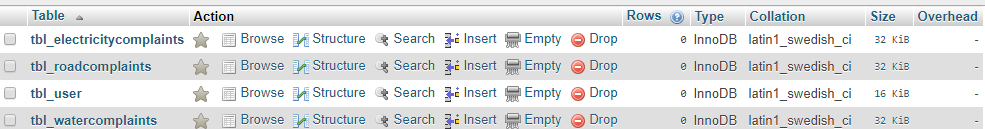 Table Action Rows Type Collation Size Overhead
tbl_electricitycomplaints Browse Structure Search Insert Empty Drop 0 InnoDB latin1_swedish_ci 32 KiB -
tbl_roadcomplaints Browse Structure Search Insert Empty Drop 0 InnoDB latin1_swedish_ci 32 KiB -
tbl_user Browse Structure Search Insert Empty Drop 0 InnoDB latin1_swedish_ci 16 KiB -
tbl_watercomplaints Browse Structure Search Insert Empty Drop 0 InnoDB latin1_swedish_ci 32 KiB -